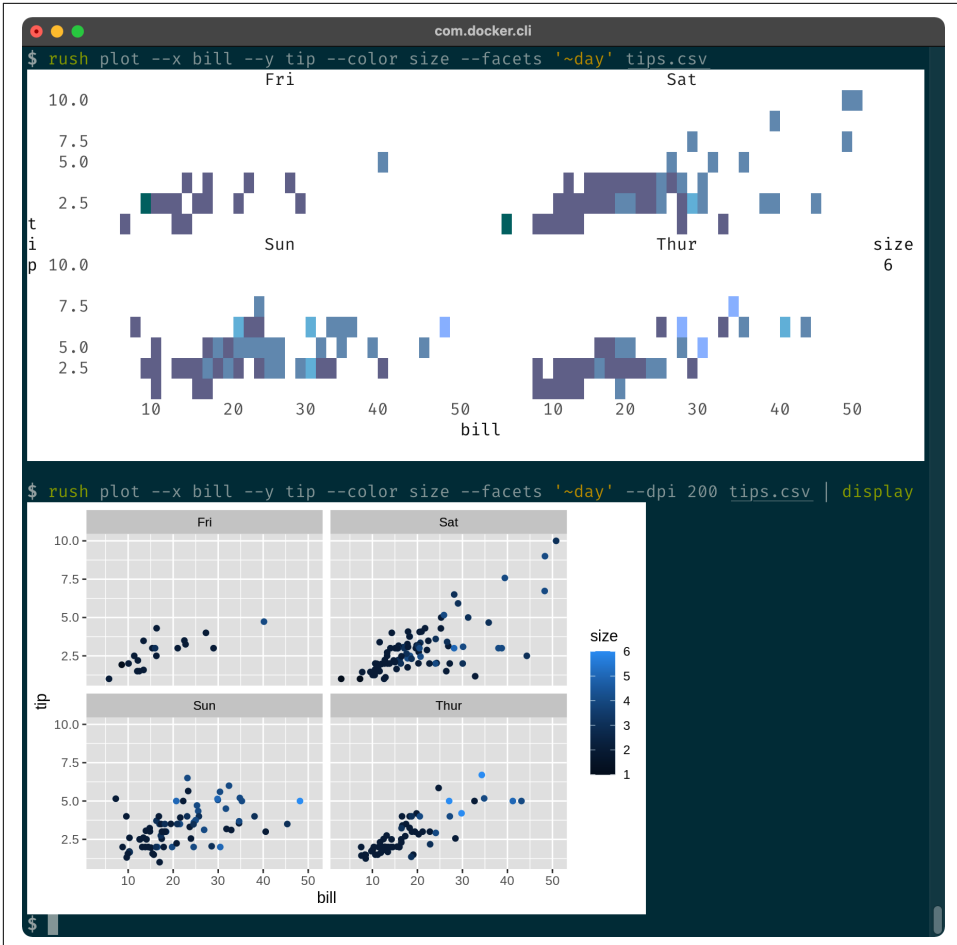 com.docker.cli
$ rush plot --x bill --y tip --color size --facets '~day' tips.csv
Fri Sat
10.0
7.5
5.0
2.5
t
i Sun Thur size
p 10.0 6
7.5
5.0
2.5
10 20 30 40 50 10 20 30 40 50
bill
$ rush plot --x bill --y tip --color size --facets '~day' --dpi 200 tips.csv | display
Fri Sat
10.0
7.5
5.0
2.5
Sun Thur
10.0
7.5
5.0
2.5
tip
10 20 30 40 50 10 20 30 40 50
bill
size
6
5
4
3
2
1
$